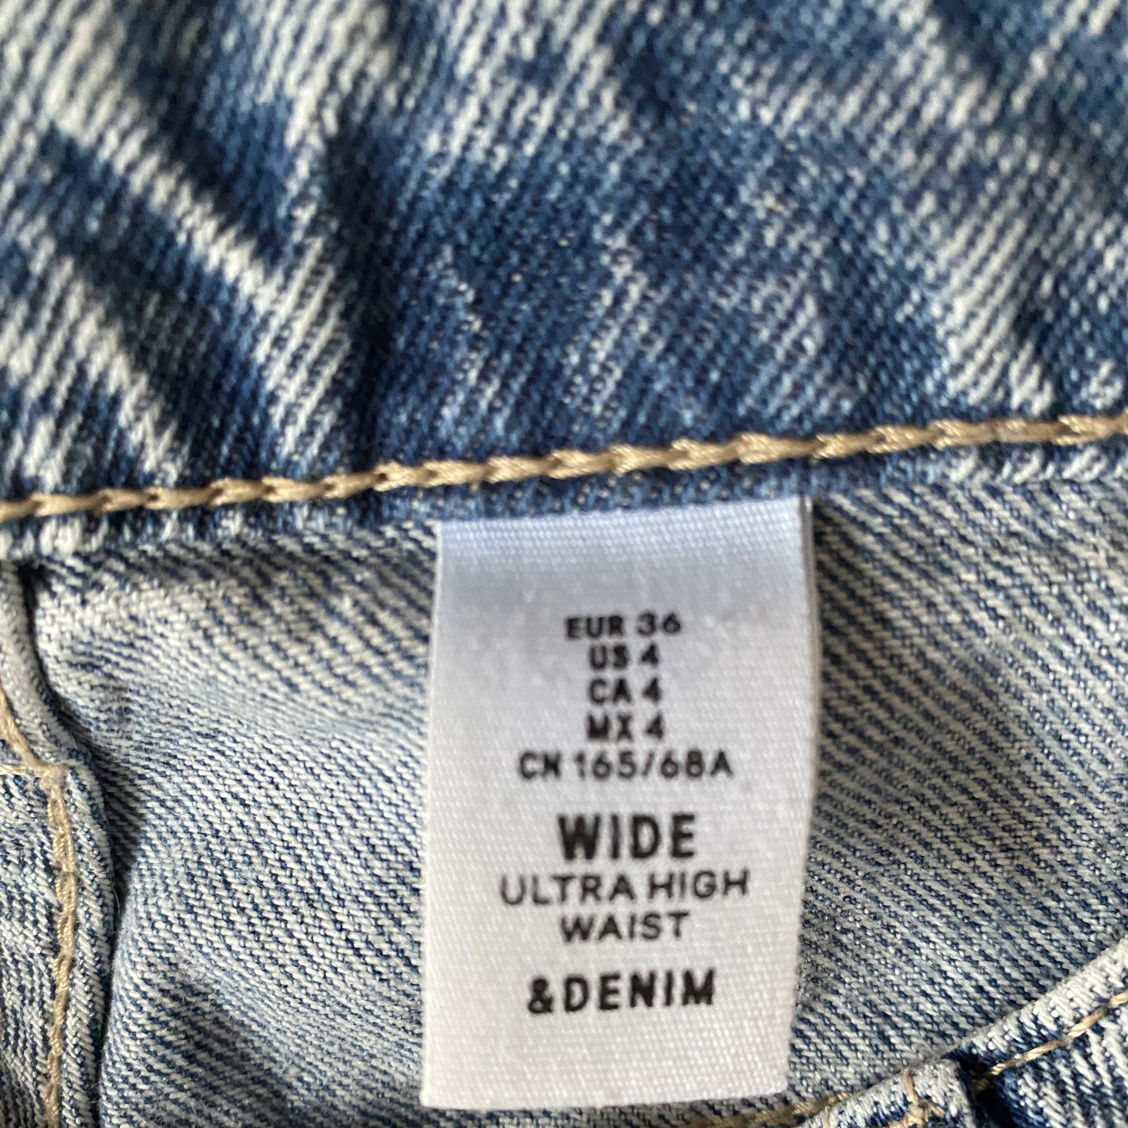 EUR 36
US 4
CA 4
MX 4
CN 165/68A
WIDE
ULTRA HIGH
WAIST
&DENIM